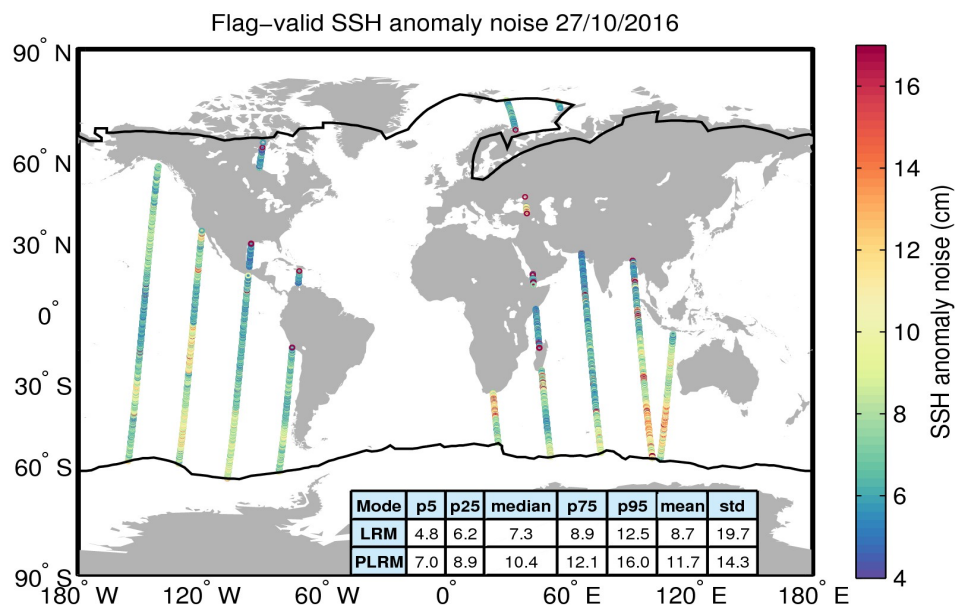 Flag−valid SSH anomaly noise 27/10/2016
90° N
60° N
30° N
0°
30° S
60° S
90° S
180° W
120° W
60° W
0°
60° E
120° E
180° E
Mode p5 p25 median p75 p95 mean std
LRM 4.8 6.2 7.3 8.9 12.5 8.7 19.7
PLRM 7.0 8.9 10.4 12.1 16.0 11.7 14.3
16
14
12
10
8
6
4
SSH anomaly noise (cm)